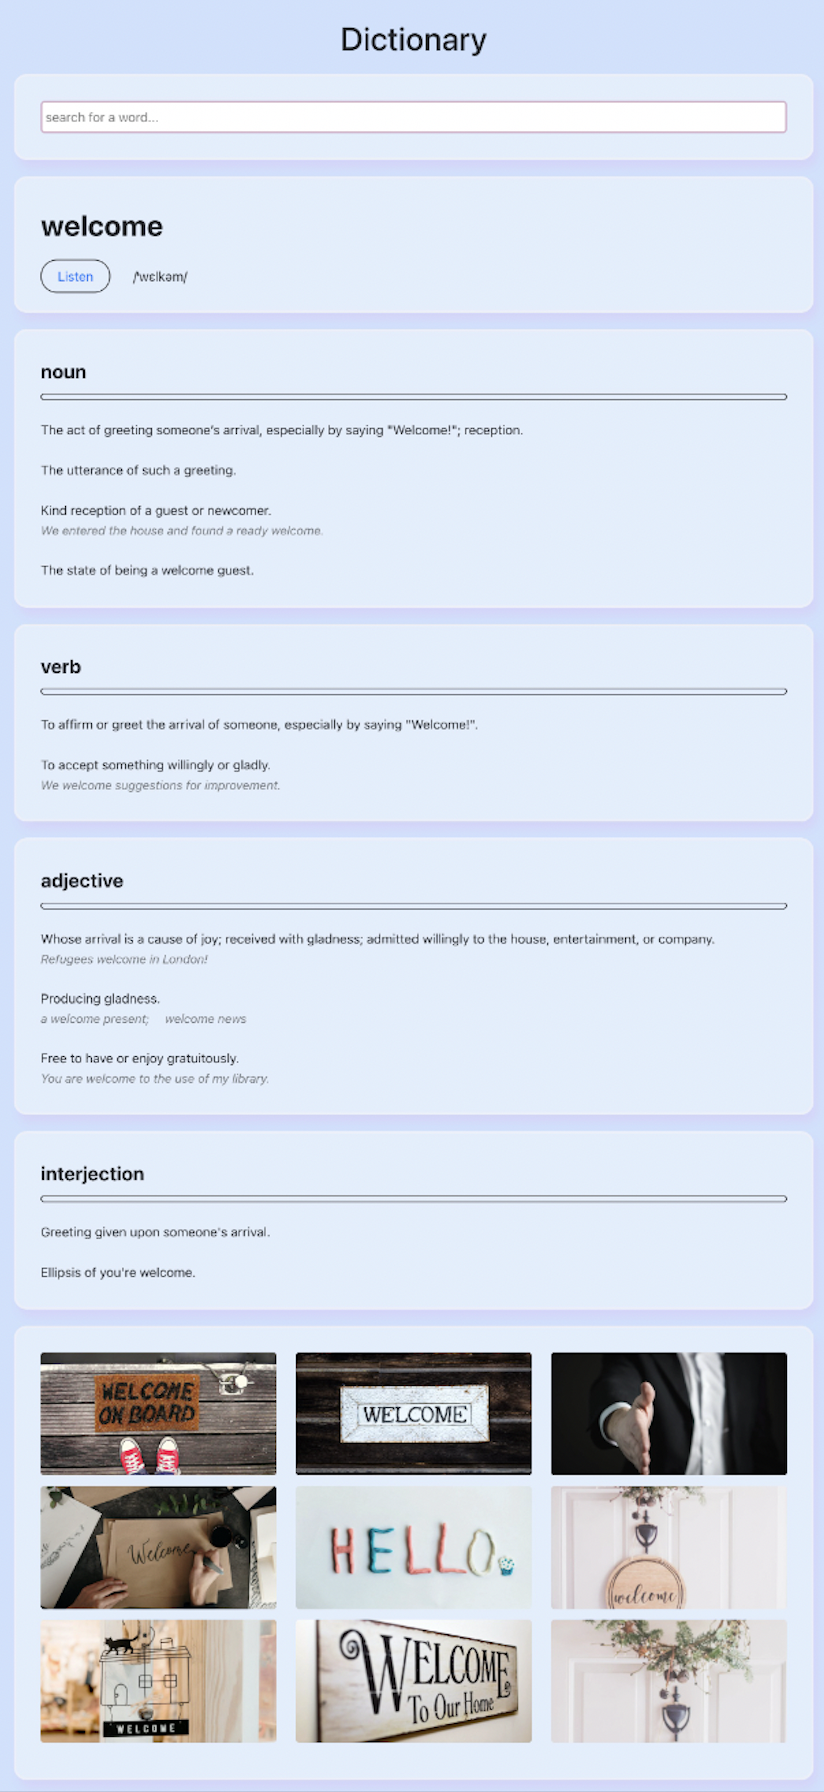 Dictionary
search for a word...
welcome
Listen /ˈwɛlkəm/
noun
The act of greeting someone's arrival, especially by saying "Welcome!"; reception.
The utterance of such a greeting.
Kind reception of a guest or newcomer.
We entered the house and found a ready welcome.
The state of being a welcome guest.
verb
To affirm or greet the arrival of someone, especially by saying "Welcome!".
To accept something willingly or gladly.
We welcome suggestions for improvement.
adjective
Whose arrival is a cause of joy; received with gladness; admitted willingly to the house, entertainment, or company.
Refugees welcome in London!
Producing gladness.
a welcome present; welcome news
Free to have or enjoy gratuitously.
You are welcome to the use of my library.
interjection
Greeting given upon someone's arrival.
Ellipsis of you're welcome.
WELCOME
ON BOARD
WELCOME
Welcome
HELLO
welcome
WELCOME
WELCOME
To Our Home